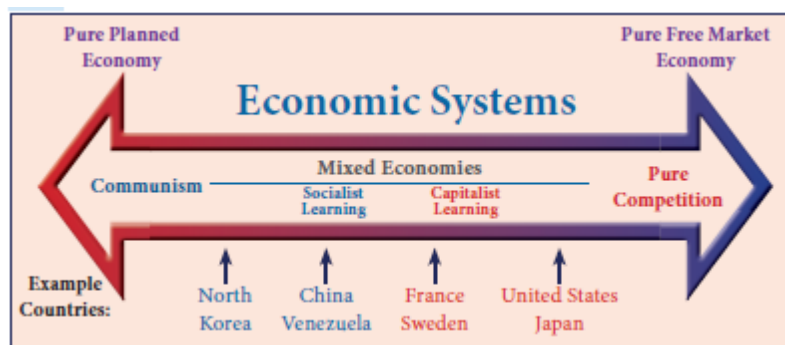 Pure Planned
Economy
Pure Free Market
Economy
Economic Systems
Mixed Economies
Communism
Socialist
Learning
Capitalist
Learning
Pure
Competition
Example
Countries:
North
Korea
China
Venezuela
France
Sweden
United States
Japan